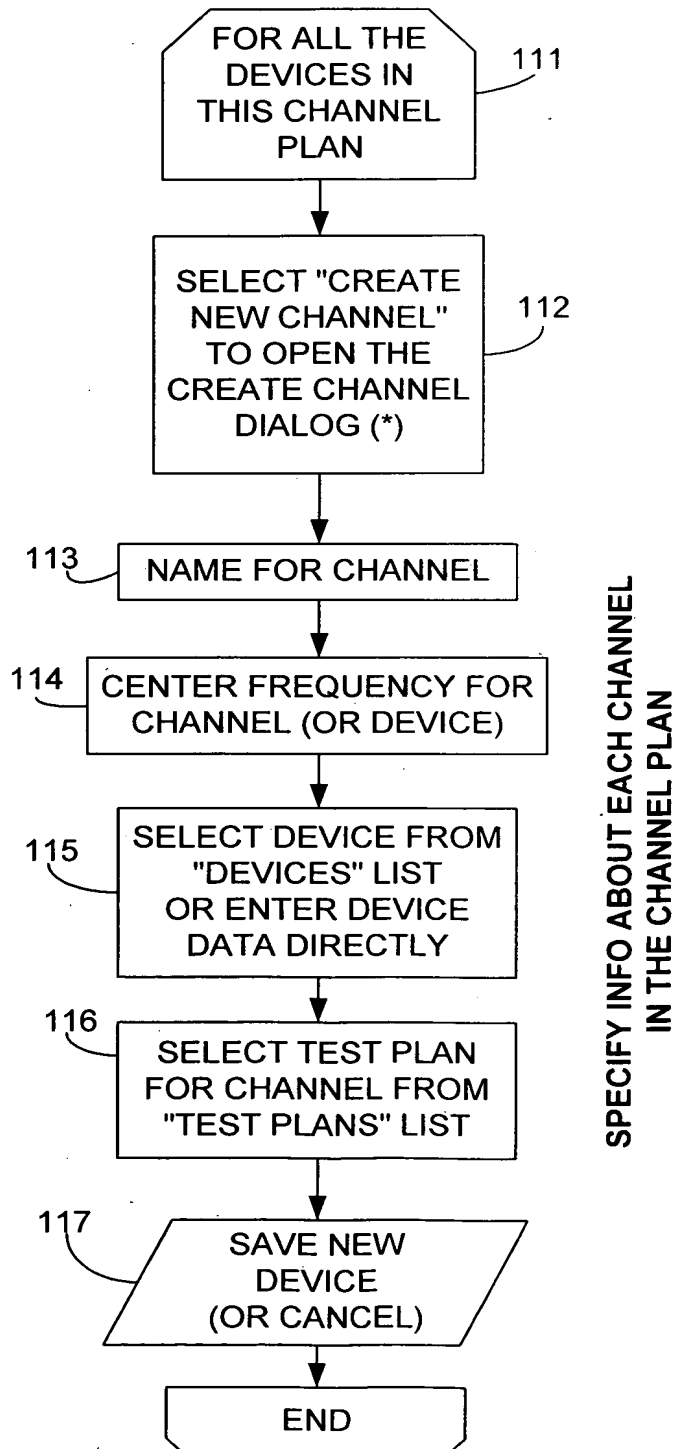 FOR ALL THE
DEVICES IN
THIS CHANNEL
PLAN
111
SELECT "CREATE
NEW CHANNEL"
TO OPEN THE
CREATE CHANNEL
DIALOG (*)
112
113
NAME FOR CHANNEL
114
CENTER FREQUENCY FOR
CHANNEL (OR DEVICE)
115
SELECT DEVICE FROM
"DEVICES" LIST
OR ENTER DEVICE
DATA DIRECTLY
116
SELECT TEST PLAN
FOR CHANNEL FROM
"TEST PLANS" LIST
117
SAVE NEW
DEVICE
(OR CANCEL)
END
SPECIFY INFO ABOUT EACH CHANNEL
IN THE CHANNEL PLAN